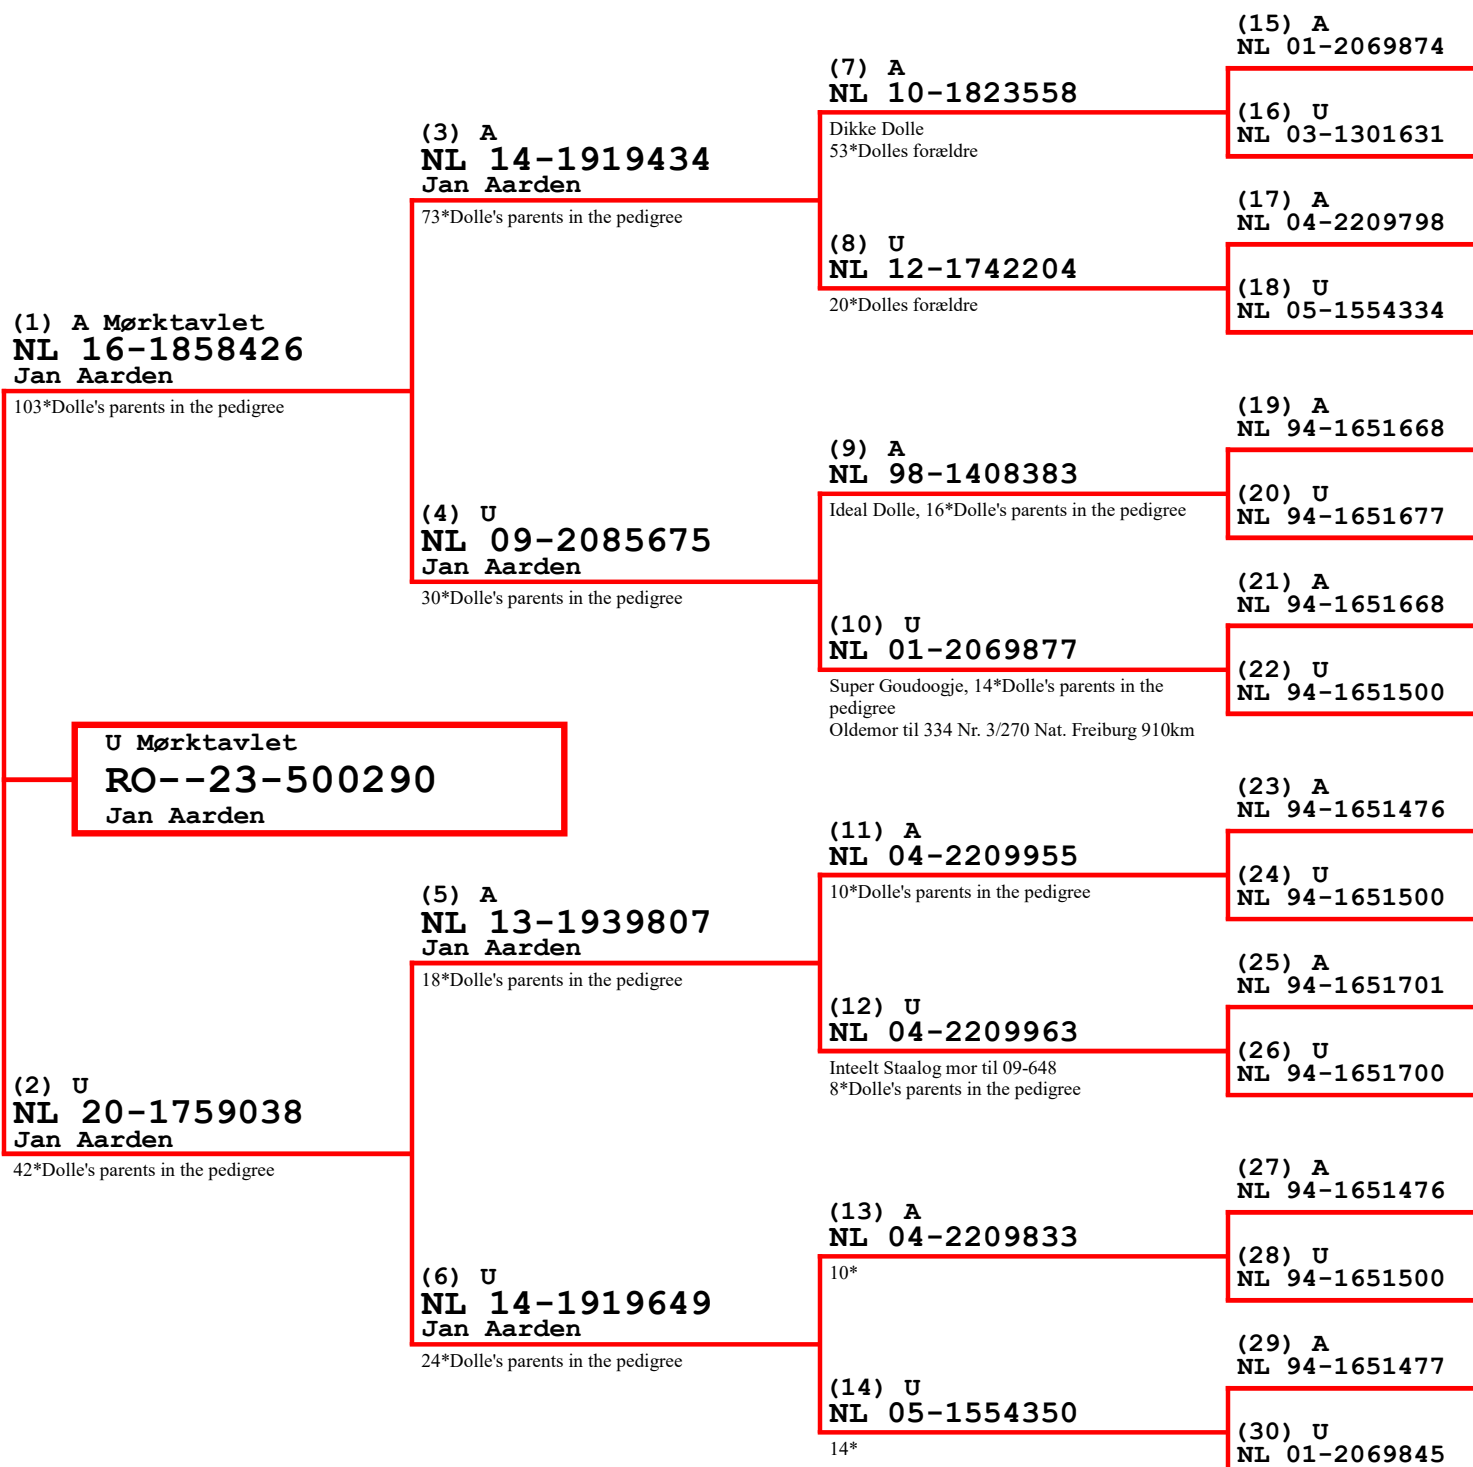 (1) A Mørktavlet
NL 16-1858426
Jan Aarden
103*Dolle's parents in the pedigree
U Mørktavlet
RO--23-500290
Jan Aarden
(2) U
NL 20-1759038
Jan Aarden
42*Dolle's parents in the pedigree
(3) A
NL 14-1919434
Jan Aarden
73*Dolle's parents in the pedigree
(4) U
NL 09-2085675
Jan Aarden
30*Dolle's parents in the pedigree
(5) A
NL 13-1939807
Jan Aarden
18*Dolle's parents in the pedigree
(6) U
NL 14-1919649
Jan Aarden
24*Dolle's parents in the pedigree
(7) A
NL 10-1823558
Dikke Dolle
53*Dolles forældre
(8) U
NL 12-1742204
20*Dolles forældre
(9) A
NL 98-1408383
Ideal Dolle, 16*Dolle's parents in the pedigree
(10) U
NL 01-2069877
Super Goudoogje, 14*Dolle's parents in the
pedigree
Oldemor til 334 Nr. 3/270 Nat. Freiburg 910km
(11) A
NL 04-2209955
10*Dolle's parents in the pedigree
(12) U
NL 04-2209963
Inteelt Staalog mor til 09-648
8*Dolle's parents in the pedigree
(13) A
NL 04-2209833
10*
(14) U
NL 05-1554350
14*
(15) A
NL 01-2069874
(16) U
NL 03-1301631
(17) A
NL 04-2209798
(18) U
NL 05-1554334
(19) A
NL 94-1651668
(20) U
NL 94-1651677
(21) A
NL 94-1651668
(22) U
NL 94-1651500
(23) A
NL 94-1651476
(24) U
NL 94-1651500
(25) A
NL 94-1651701
(26) U
NL 94-1651700
(27) A
NL 94-1651476
(28) U
NL 94-1651500
(29) A
NL 94-1651477
(30) U
NL 01-2069845